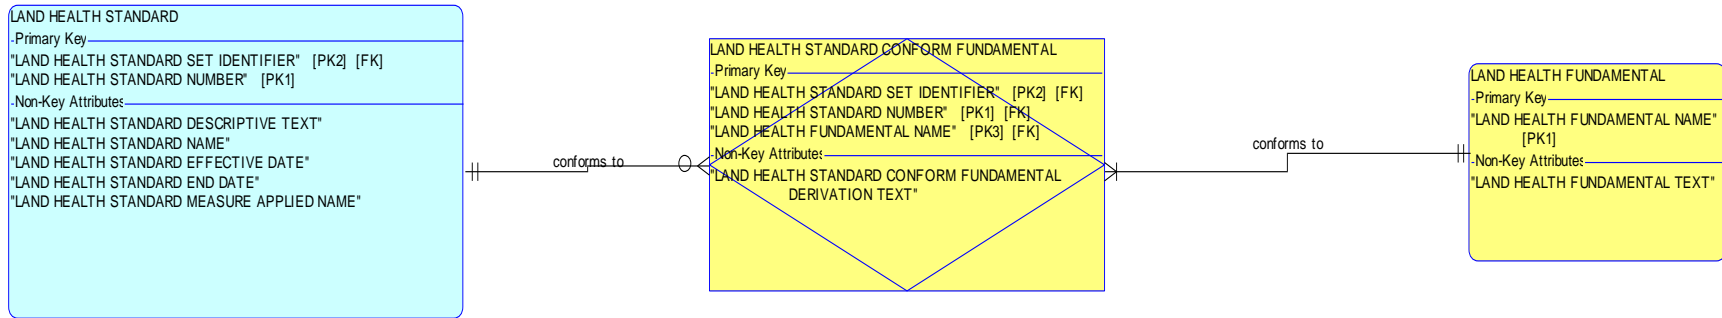 LAND HEALTH STANDARD
-Primary Key
"LAND HEALTH STANDARD SET IDENTIFIER" [PK2] [FK]
"LAND HEALTH STANDARD NUMBER" [PK1]
-Non-Key Attributes
"LAND HEALTH STANDARD DESCRIPTIVE TEXT"
"LAND HEALTH STANDARD NAME"
"LAND HEALTH STANDARD EFFECTIVE DATE"
"LAND HEALTH STANDARD END DATE"
"LAND HEALTH STANDARD MEASURE APPLIED NAME"
conforms to
LAND HEALTH STANDARD CONFORM FUNDAMENTAL
-Primary Key
"LAND HEALTH STANDARD SET IDENTIFIER" [PK2] [FK]
"LAND HEALTH STANDARD NUMBER" [PK1] [FK]
"LAND HEALTH FUNDAMENTAL NAME" [PK3] [FK]
-Non-Key Attributes
"LAND HEALTH STANDARD CONFORM FUNDAMENTAL
DERIVATION TEXT"
conforms to
LAND HEALTH FUNDAMENTAL
-Primary Key
"LAND HEALTH FUNDAMENTAL NAME"
[PK1]
-Non-Key Attributes
"LAND HEALTH FUNDAMENTAL TEXT"